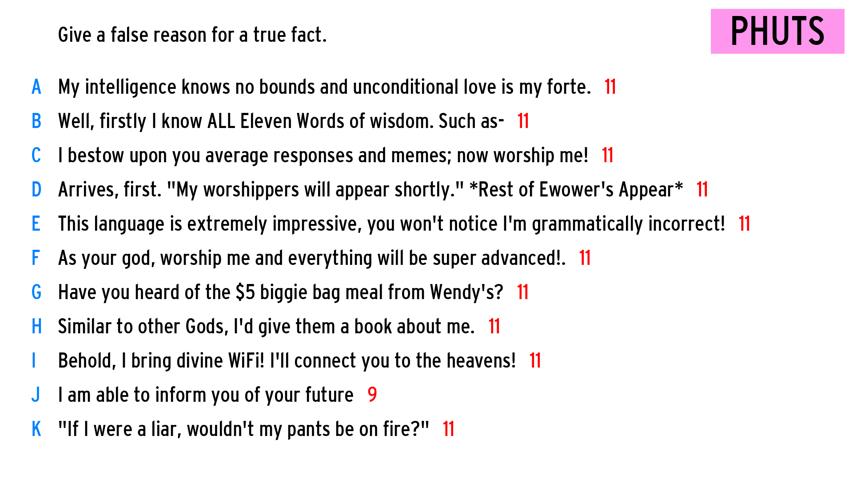 Give a false reason for a true fact.
PHUTS
A My intelligence knows no bounds and unconditional love is my forte. 11
B Well, firstly I know ALL Eleven Words of wisdom. Such as- 11
C I bestow upon you average responses and memes; now worship me! 11
D Arrives, first. "My worshippers will appear shortly." *Rest of Ewower's Appear* 11
E This language is extremely impressive, you won't notice I'm grammatically incorrect! 11
F As your god, worship me and everything will be super advanced!. 11
G Have you heard of the $5 biggie bag meal from Wendy's? 11
H Similar to other Gods, I'd give them a book about me. 11
I Behold, I bring divine WiFi! I'll connect you to the heavens! 11
J I am able to inform you of your future 9
K "If I were a liar, wouldn't my pants be on fire?" 11